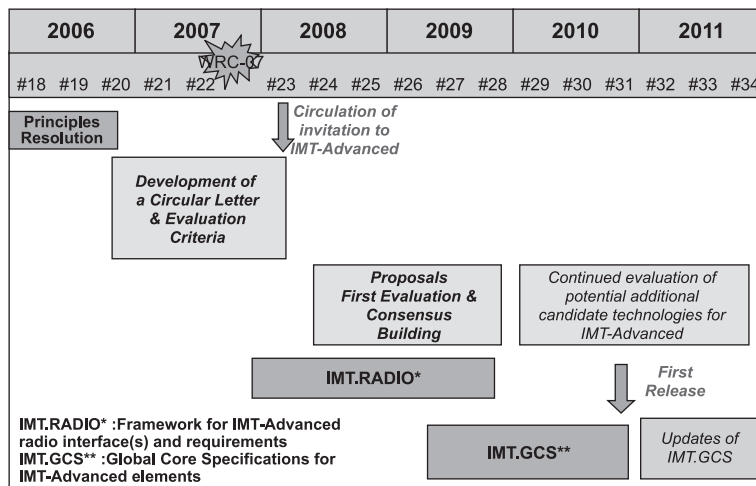 2006 2007 2008 2009 2010 2011
WRC-07
#18 #19 #20 #21 #22 #23 #24 #25 #26 #27 #28 #29 #30 #31 #32 #33 #34
Principles
Resolution
Circulation of
invitation to
IMT-Advanced
Development of
a Circular Letter
& Evaluation
Criteria
Proposals
First Evaluation &
Consensus
Building
Continued evaluation of
potential additional
candidate technologies for
IMT-Advanced
IMT.RADIO*
First
Release
IMT.RADIO* :Framework for IMT-Advanced
radio interface(s) and requirements
IMT.GCS** :Global Core Specifications for
IMT-Advanced elements
IMT.GCS**
Updates of
IMT.GCS